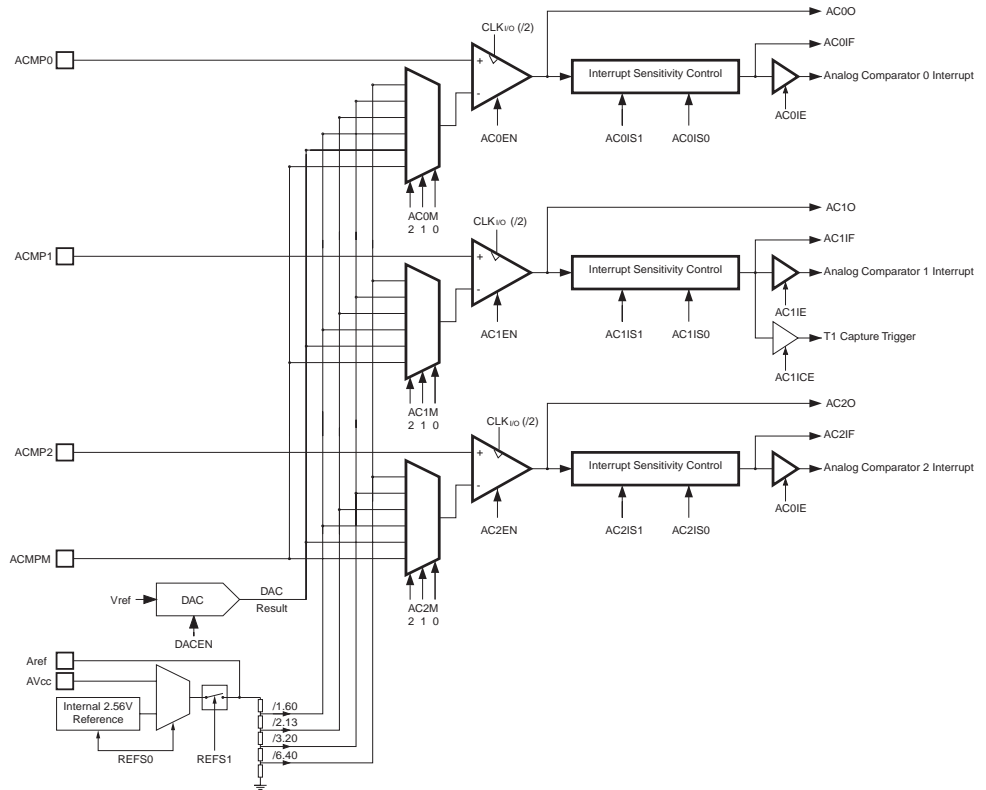 CLKI/O (/2)
AC0O
ACMP0
+
-
Interrupt Sensitivity Control
AC0IF
Analog Comparator 0 Interrupt
AC0IE
AC0EN
AC0IS1
AC0IS0
AC0M
2 1 0
CLKI/O (/2)
AC1O
ACMP1
+
-
Interrupt Sensitivity Control
AC1IF
Analog Comparator 1 Interrupt
AC1IE
AC1EN
AC1IS1
AC1IS0
T1 Capture Trigger
AC1ICE
AC1M
2 1 0
CLKI/O (/2)
AC2O
ACMP2
+
-
Interrupt Sensitivity Control
AC2IF
Analog Comparator 2 Interrupt
AC0IE
AC2EN
AC2IS1
AC2IS0
ACMPM
AC2M
2 1 0
Vref
DAC
DAC
Result
DACEN
Aref
AVcc
Internal 2.56V
Reference
REFS0
REFS1
/1.60
/2.13
/3.20
/6.40